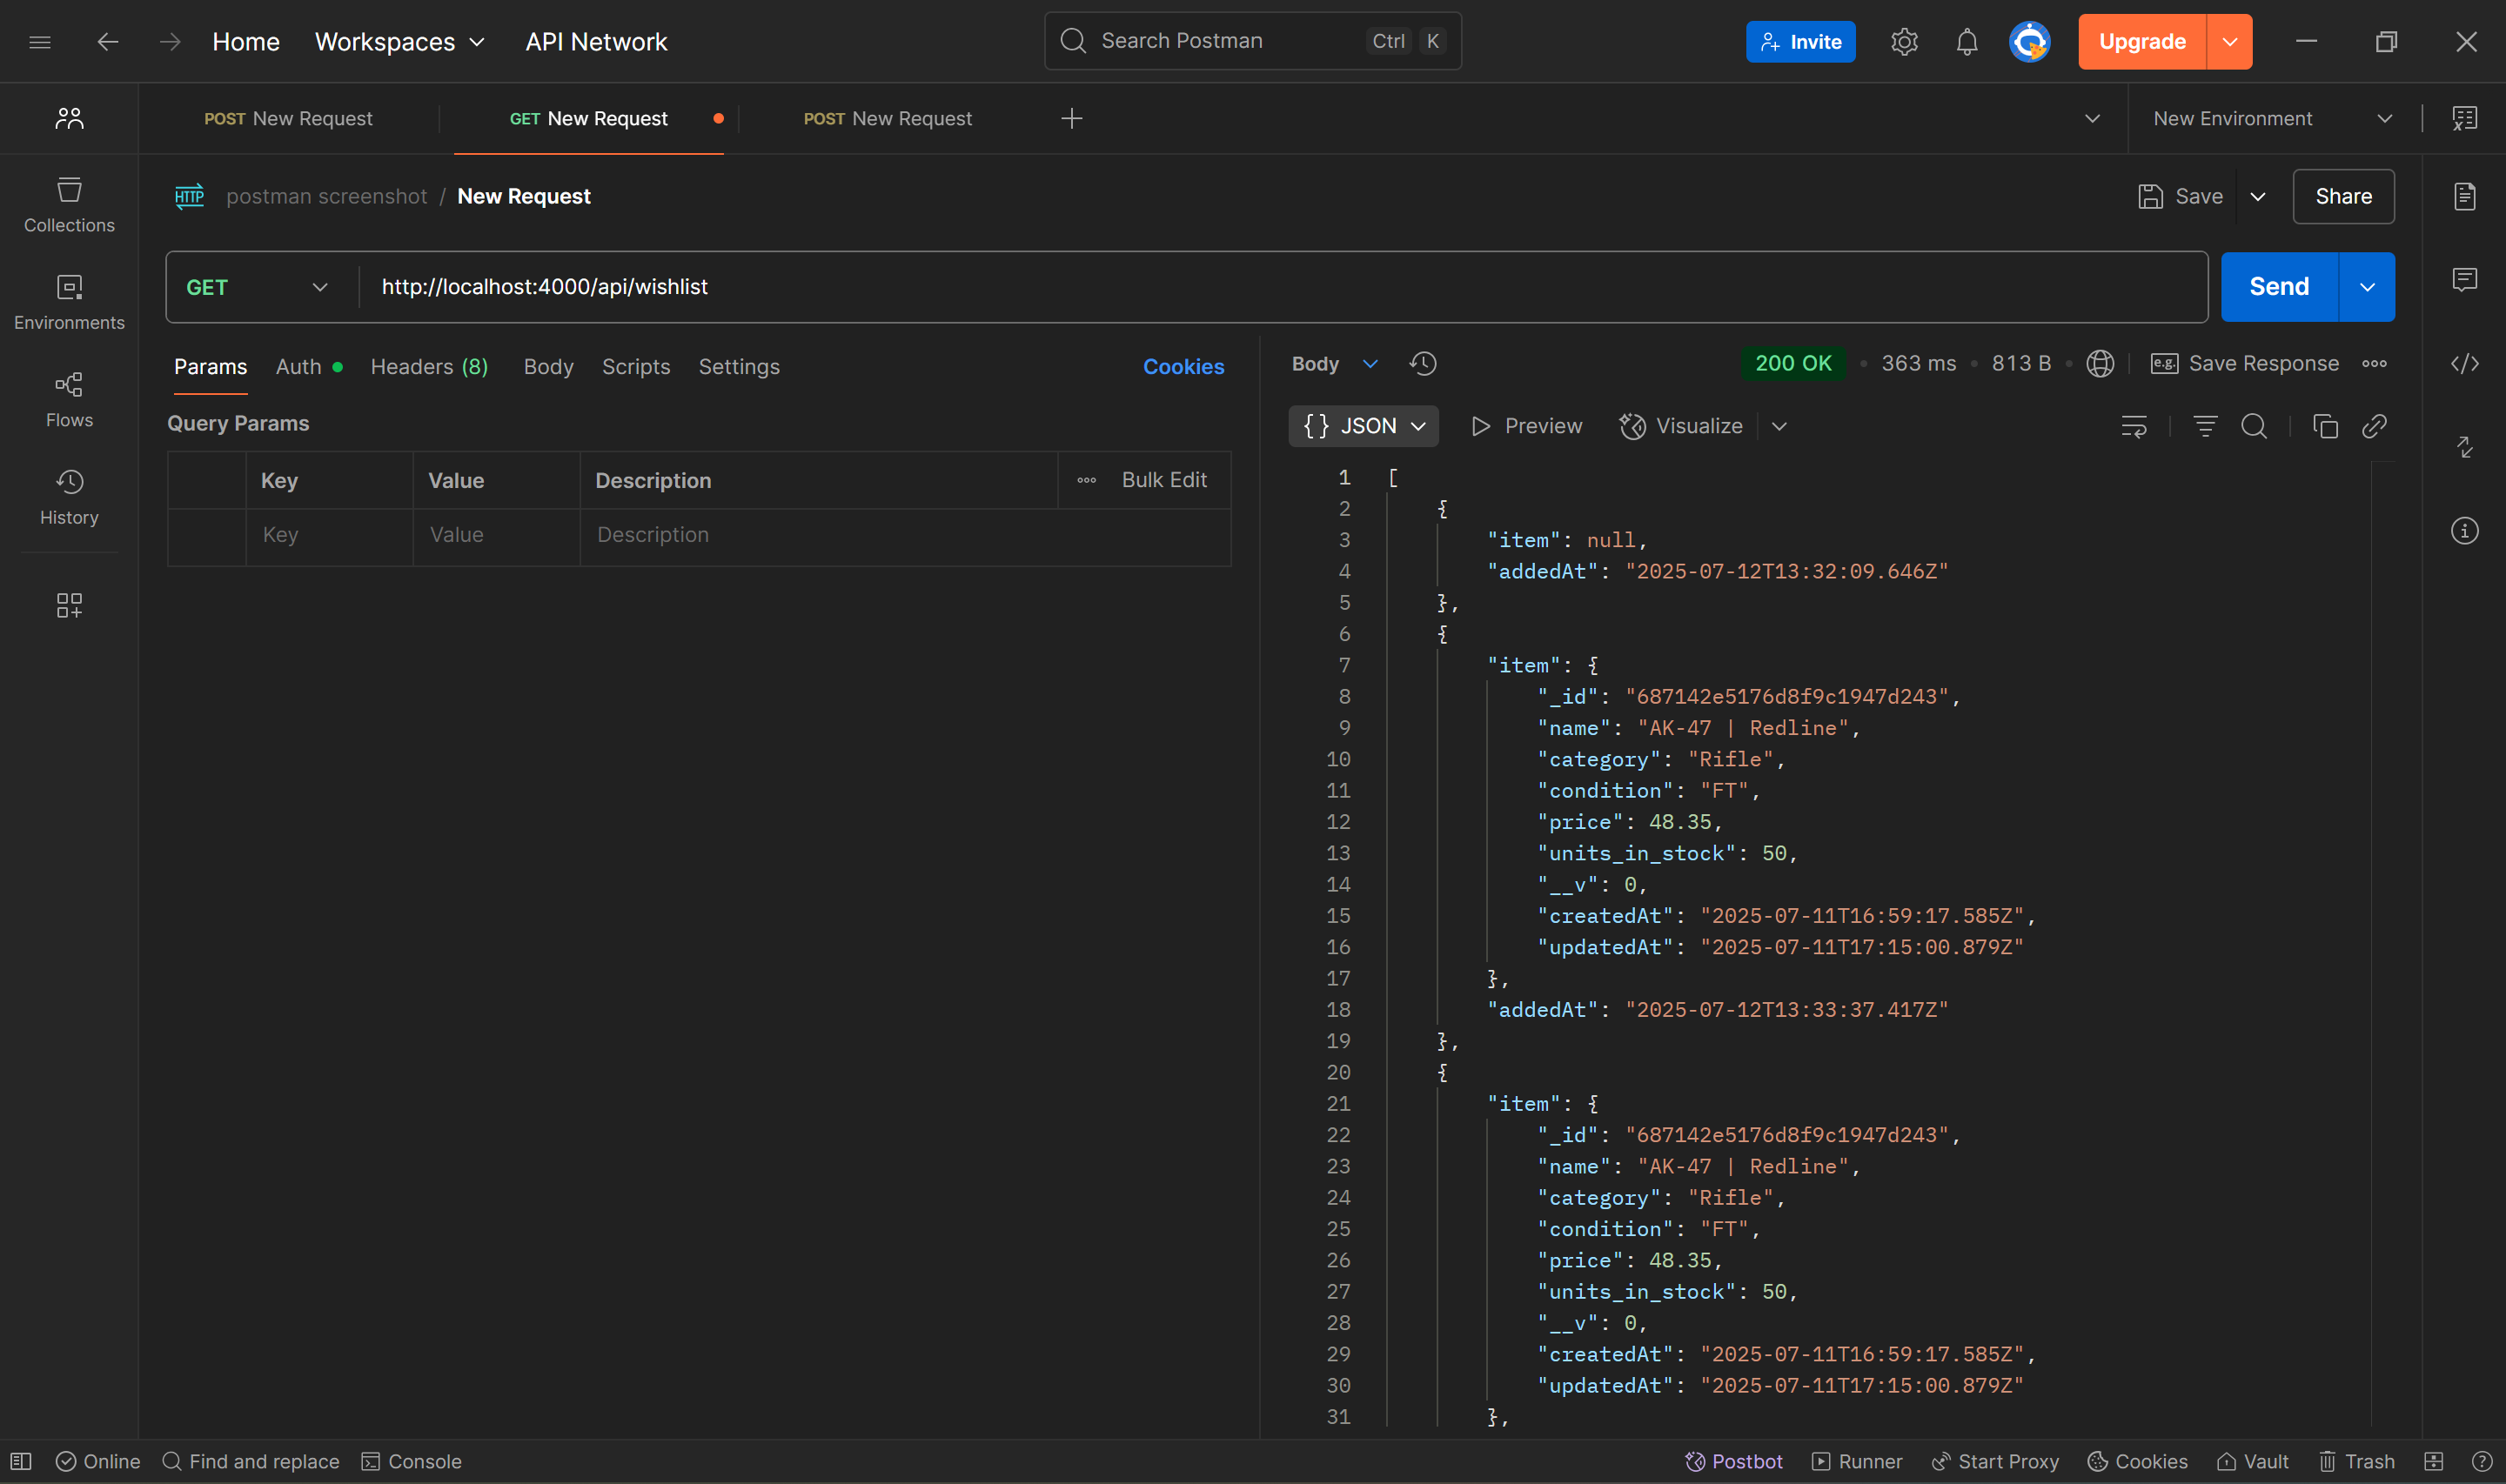 Home Workspaces API Network Search Postman Ctrl K Invite Upgrade
POST New Request GET New Request POST New Request New Environment
HTTP postman screenshot / New Request Save Share
Collections
GET http://localhost:4000/api/wishlist Send
Environments
Params Auth Headers (8) Body Scripts Settings Cookies
Body 200 OK 363 ms 813 B e.g. Save Response
Flows
Query Params
{} JSON Preview Visualize
Key Value Description Bulk Edit
Key Value Description
History
1 [
2 {
3 "item": null,
4 "addedAt": "2025-07-12T13:32:09.646Z"
5 },
6 {
7 "item": {
8 "_id": "687142e5176d8f9c1947d243",
9 "name": "AK-47 | Redline",
10 "category": "Rifle",
11 "condition": "FT",
12 "price": 48.35,
13 "units_in_stock": 50,
14 "__v": 0,
15 "createdAt": "2025-07-11T16:59:17.585Z",
16 "updatedAt": "2025-07-11T17:15:00.879Z"
17 },
18 "addedAt": "2025-07-12T13:33:37.417Z"
19 },
20 {
21 "item": {
22 "_id": "687142e5176d8f9c1947d243",
23 "name": "AK-47 | Redline",
24 "category": "Rifle",
25 "condition": "FT",
26 "price": 48.35,
27 "units_in_stock": 50,
28 "__v": 0,
29 "createdAt": "2025-07-11T16:59:17.585Z",
30 "updatedAt": "2025-07-11T17:15:00.879Z"
31 },
Online Find and replace Console Postbot Runner Start Proxy Cookies Vault Trash